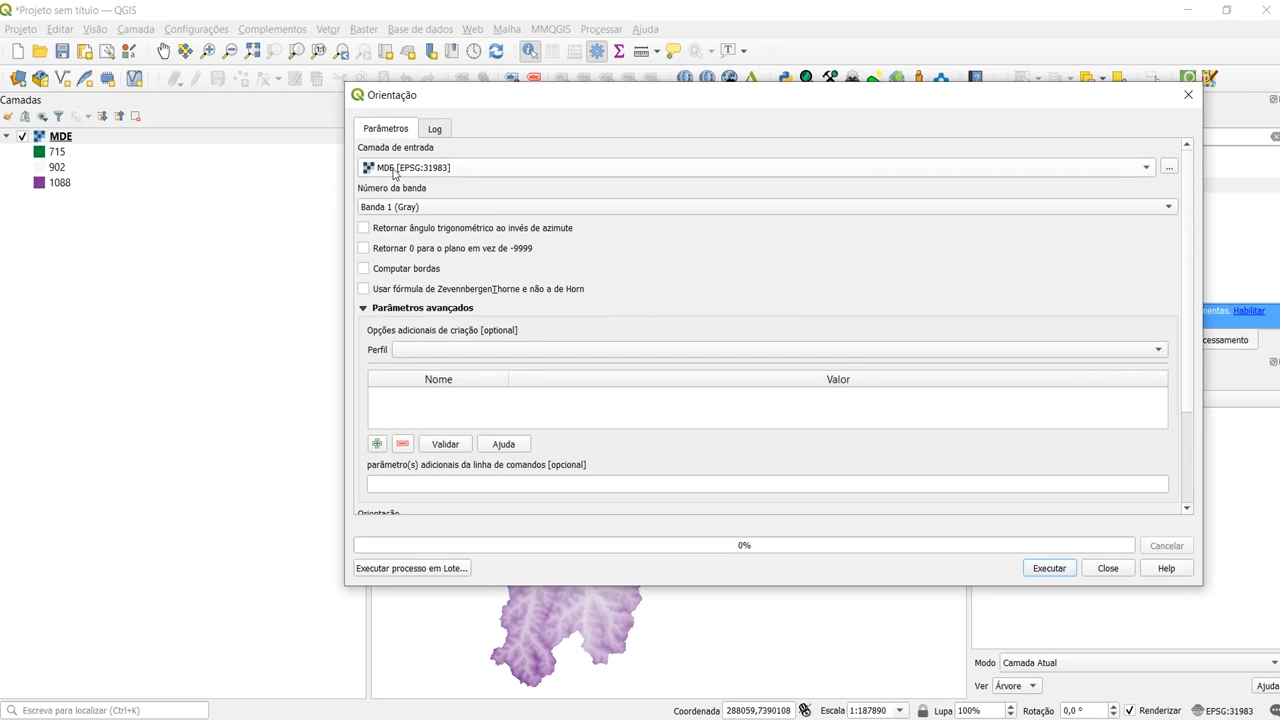 *Projeto sem título — QGIS
Projeto Editar Visão Camada Configurações Complementos Vetor Raster Base de dados Web Malha MMQGIS Processar Ajuda
Camadas
MDE
715
902
1088
Orientação
Parâmetros Log
Camada de entrada
MDE [EPSG:31983]
...
Número da banda
Banda 1 (Gray)
Retornar ângulo trigonométrico ao invés de azimute
Retornar 0 para o plano em vez de -9999
Computar bordas
Usar fórmula de ZevennbergenThorne e não a de Horn
Parâmetros avançados
Opções adicionais de criação [optional]
Perfil
Nome Valor
Validar Ajuda
parâmetro(s) adicionais da linha de comandos [opcional]
Orientação
0%
Cancelar
Executar processo em Lote...
Executar Close Help
mentas. Habilitar
cessamento
Modo Camada Atual
Ver Árvore Ajuda
Escreva para localizar (Ctrl+K)
Coordenada 288059,7390108 Escala 1:187890 Lupa 100% Rotação 0,0 ° Renderizar EPSG:31983